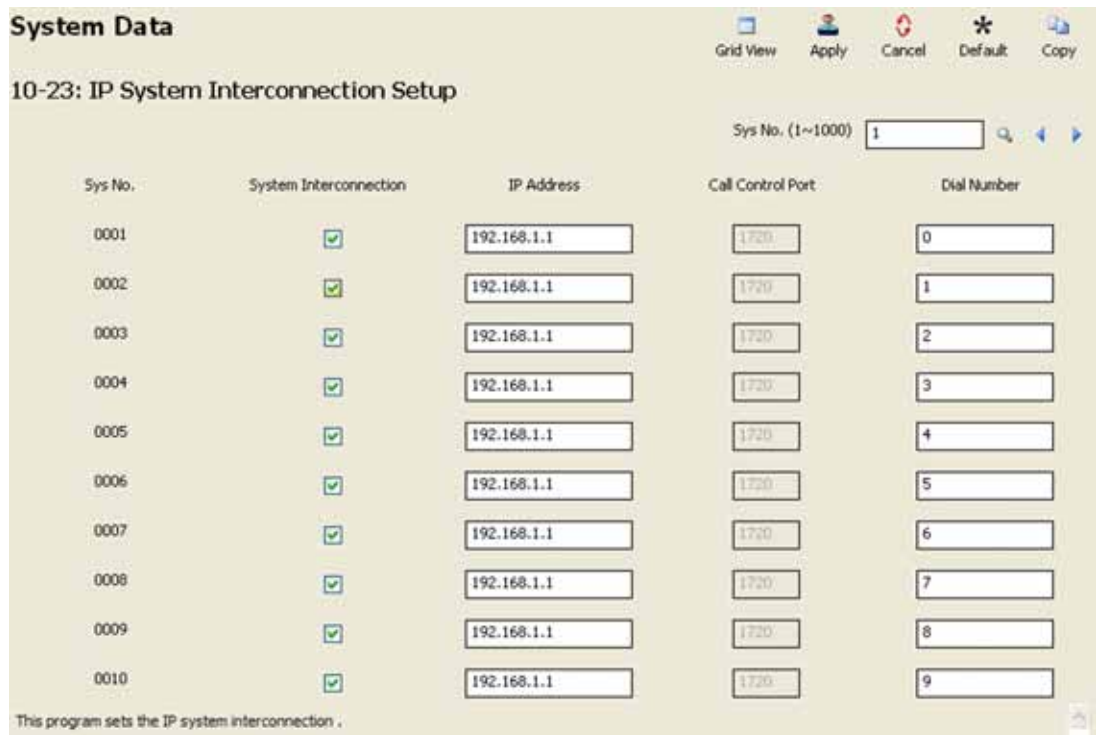 System Data
Grid View Apply Cancel Default Copy
10-23: IP System Interconnection Setup
Sys No. (1~1000) 1
Sys No. System Interconnection IP Address Call Control Port Dial Number
0001 192.168.1.1 1720 0
0002 192.168.1.1 1720 1
0003 192.168.1.1 1720 2
0004 192.168.1.1 1720 3
0005 192.168.1.1 1720 4
0006 192.168.1.1 1720 5
0007 192.168.1.1 1720 6
0008 192.168.1.1 1720 7
0009 192.168.1.1 1720 8
0010 192.168.1.1 1720 9
This program sets the IP system interconnection .